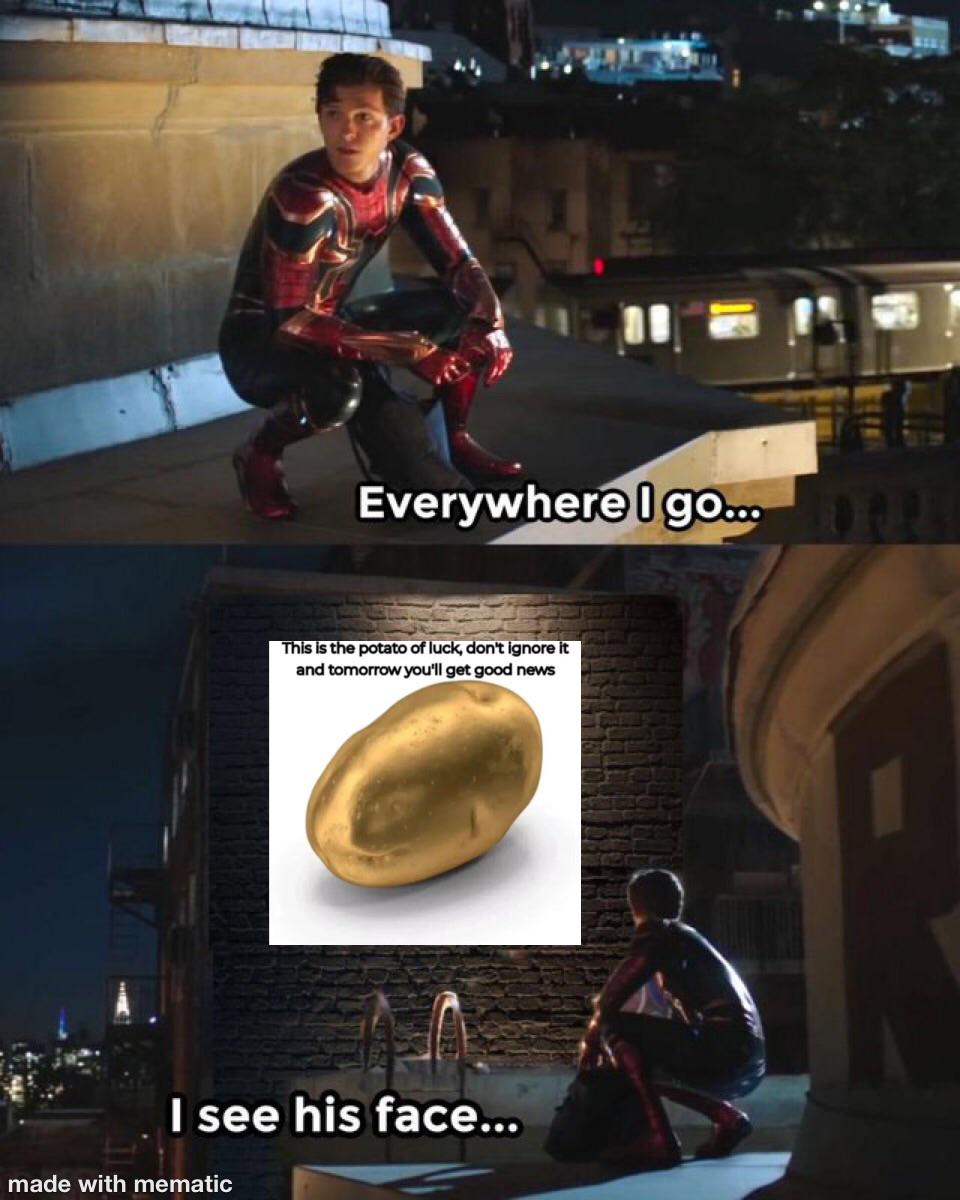 Everywhere I go...
This is the potato of luck, don't ignore it
and tomorrow you'll get good news
I see his face...
made with mematic